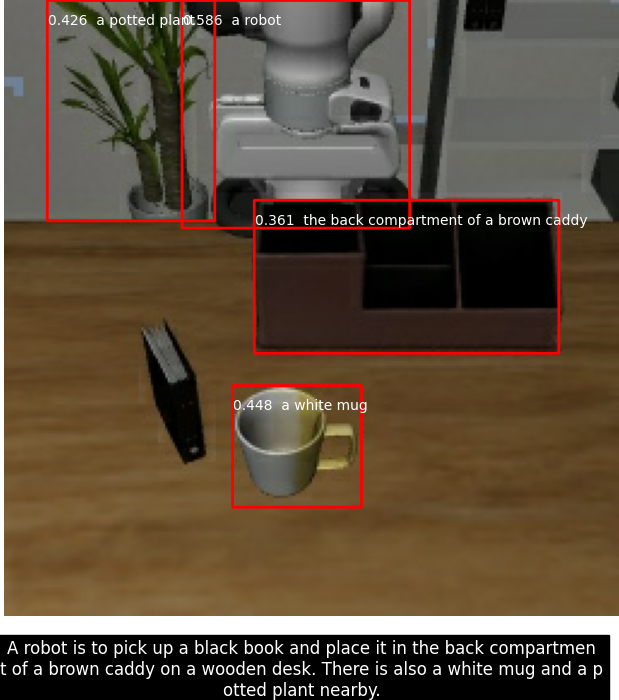 0.426  a potted plant
0.586  a robot
0.361  the back compartment of a brown caddy
0.448  a white mug
A robot is to pick up a black book and place it in the back compartmen
t of a brown caddy on a wooden desk. There is also a white mug and a p
otted plant nearby.